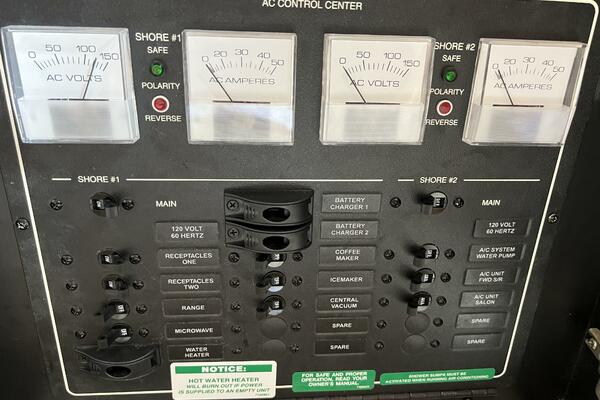 AC CONTROL CENTER
SHORE #1
SAFE
POLARITY
REVERSE
0 50 100 150
AC VOLTS
0 10 20 30 40 50
AC AMPERES
0 50 100 150
AC VOLTS
SHORE #2
SAFE
POLARITY
REVERSE
0 10 20 30 40 50
AC AMPERES
SHORE #1
MAIN
120 VOLT
60 HERTZ
RECEPTACLES
ONE
RECEPTACLES
TWO
RANGE
MICROWAVE
WATER
HEATER
BATTERY
CHARGER 1
BATTERY
CHARGER 2
COFFEE
MAKER
ICEMAKER
CENTRAL
VACUUM
SPARE
SPARE
SHORE #2
MAIN
120 VOLT
60 HERTZ
A/C SYSTEM
WATER PUMP
A/C UNIT
FWD S/R
A/C UNIT
SALON
SPARE
SPARE
NOTICE:
HOT WATER HEATER
WILL BURN OUT IF POWER
IS SUPPLIED TO AN EMPTY UNIT
FOR SAFE AND PROPER
OPERATION, READ YOUR
OWNER'S MANUAL.
SHOWER SUMPS MUST BE
ACTIVATED WHEN RUNNING AIR CONDITIONING